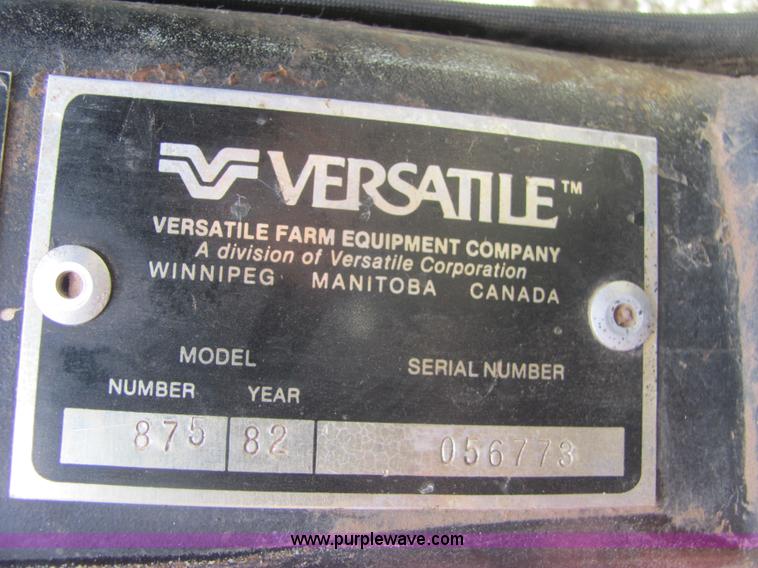 VERSATILE™
VERSATILE FARM EQUIPMENT COMPANY
A division of Versatile Corporation
WINNIPEG MANITOBA CANADA
MODEL
NUMBER YEAR SERIAL NUMBER
875 82 056773
www.purplewave.com